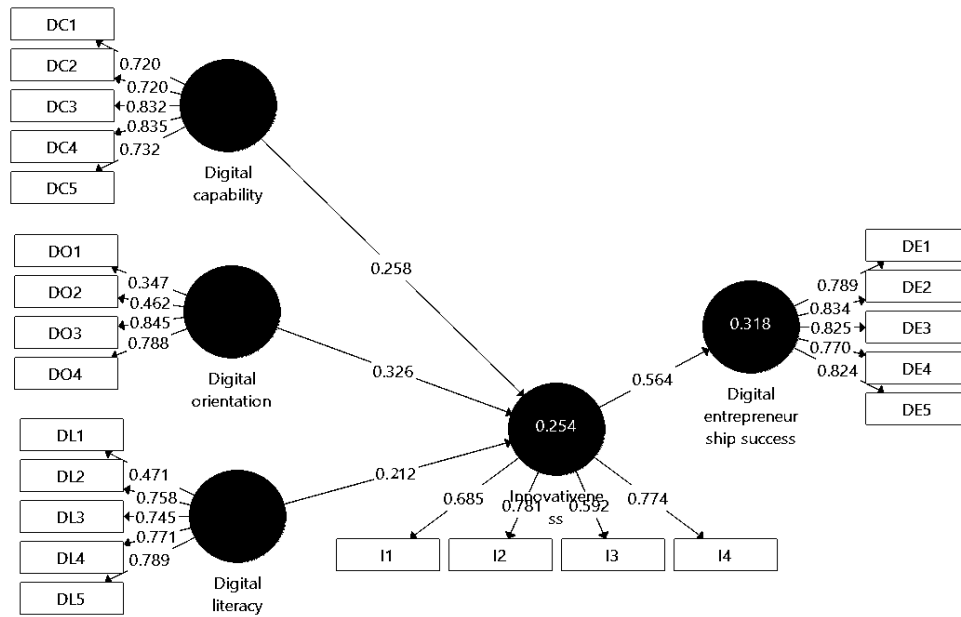 DC1
0.720
DC2
0.720
DC3
0.832
0.835
DC4
0.732
DC5
Digital
capability
0.258
DO1
0.347
DO2
0.462
DO3
0.845
0.788
DO4
Digital
orientation
0.326
DL1
0.471
DL2
0.758
DL3
0.745
0.771
DL4
0.789
DL5
Digital
literacy
0.212
0.254
Innovativene
ss
0.685
0.781
0.592
0.774
I1
I2
I3
I4
0.564
0.318
Digital
entrepreneur
ship success
DE1
0.789
DE2
0.834
0.825
DE3
0.770
DE4
0.824
DE5